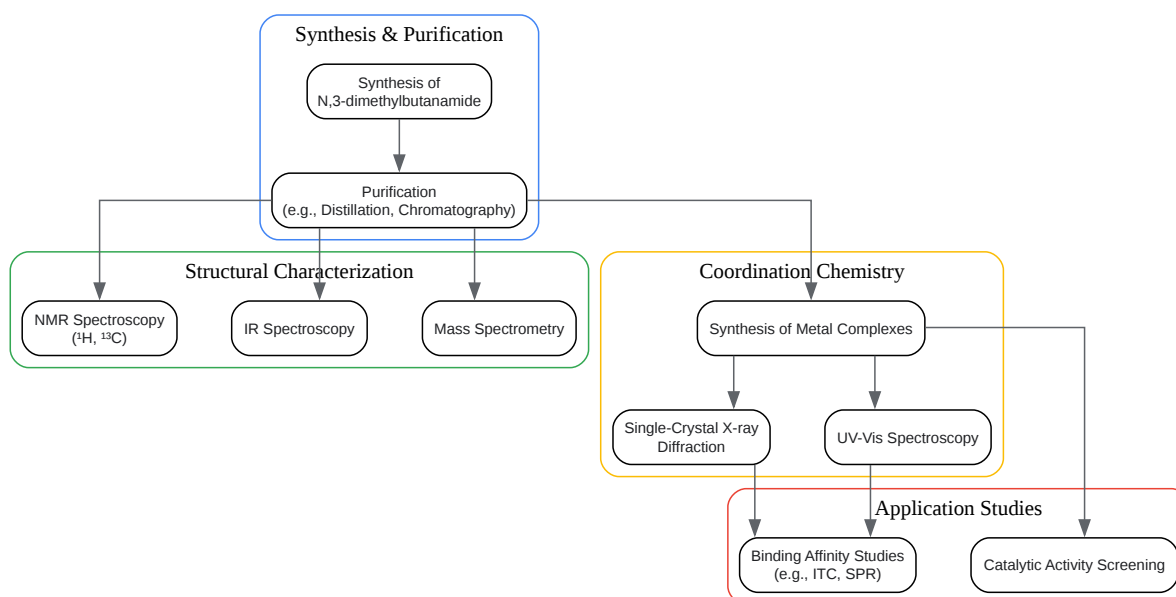 Synthesis & Purification
Synthesis of
N,3-dimethylbutanamide
Purification
(e.g., Distillation, Chromatography)
Structural Characterization
NMR Spectroscopy
(¹H, ¹³C)
IR Spectroscopy
Mass Spectrometry
Coordination Chemistry
Synthesis of Metal Complexes
Single-Crystal X-ray
Diffraction
UV-Vis Spectroscopy
Application Studies
Binding Affinity Studies
(e.g., ITC, SPR)
Catalytic Activity Screening